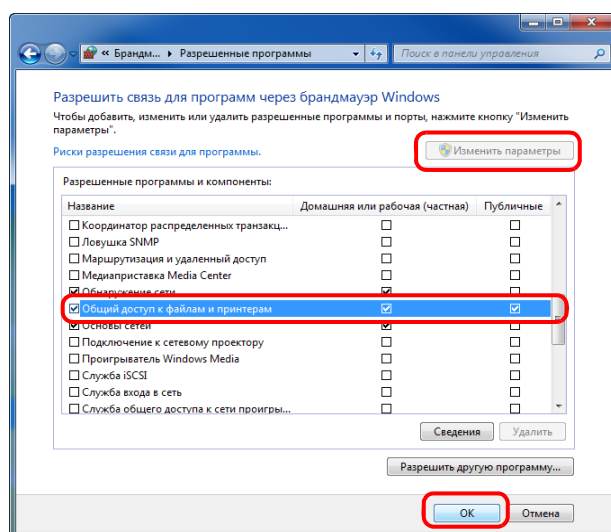 « Брандм... ▸ Разрешенные программы
Поиск в панели управления
Разрешить связь для программ через брандмауэр Windows
Чтобы добавить, изменить или удалить разрешенные программы и порты, нажмите кнопку "Изменить
параметры".
Риски разрешения связи для программы.
Изменить параметры
Разрешенные программы и компоненты:
Название Домашняя или рабочая (частная) Публичные
Координатор распределенных транзакц...
Ловушка SNMP
Маршрутизация и удаленный доступ
Медиаприставка Media Center
Обнаружение сети
Общий доступ к файлам и принтерам
Основы сетей
Подключение к сетевому проектору
Проигрыватель Windows Media
Служба iSCSI
Служба входа в сеть
Служба общего доступа к сети проигры...
Сведения Удалить
Разрешить другую программу...
ОК Отмена